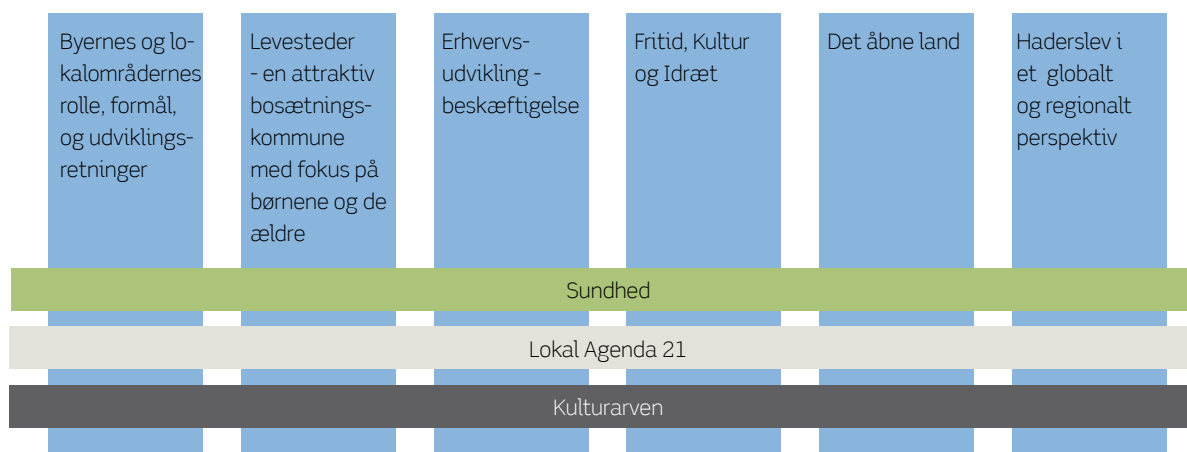 Byernes og lo-
kalområdernes
rolle, formål,
og udviklings-
retninger
Levesteder
- en attraktiv
bosætnings-
kommune
med fokus på
børnene og de
ældre
Erhvervs-
udvikling -
beskæftigelse
Fritid, Kultur
og Idræt
Det åbne land
Haderslev i
et globalt
og regionalt
perspektiv
Sundhed
Lokal Agenda 21
Kulturarven